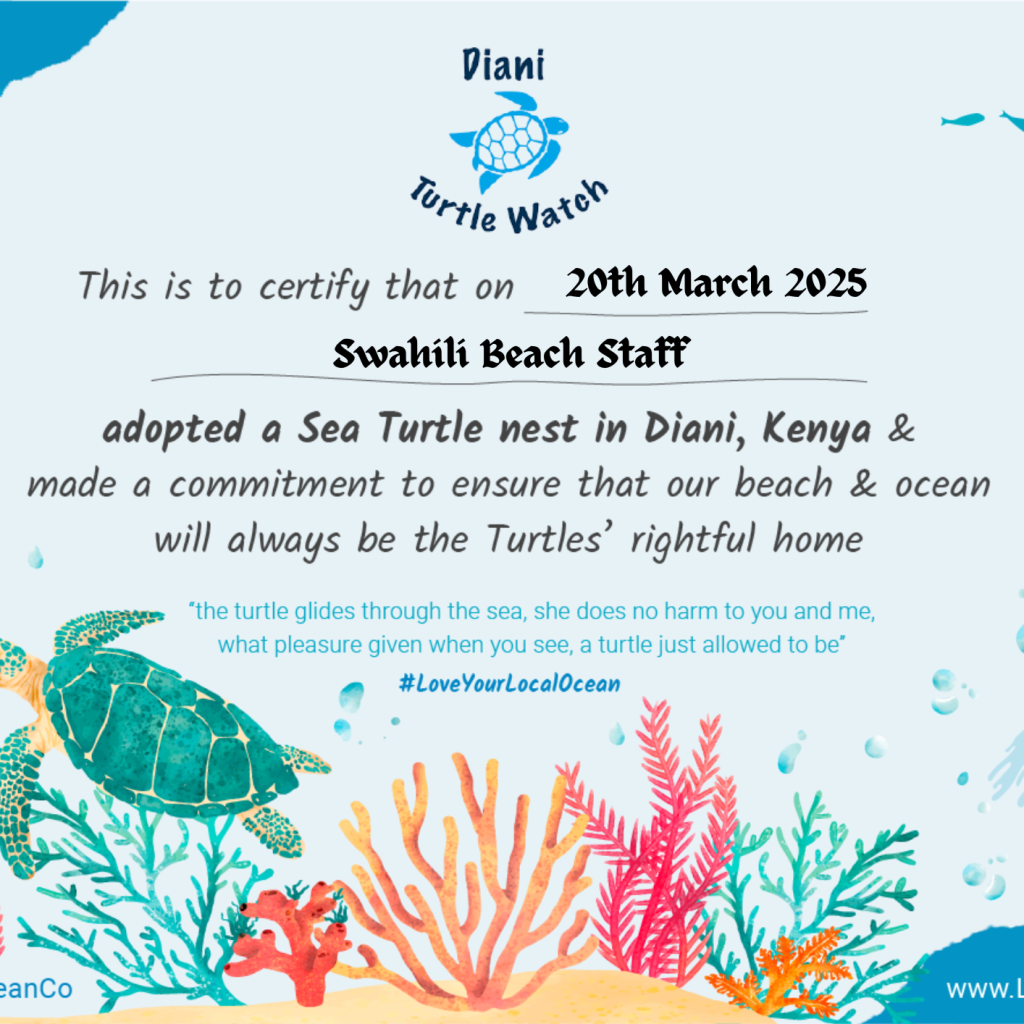 Diani
Turtle Watch
This is to certify that on 20th March 2025
Swahili Beach Staff
adopted a Sea Turtle nest in Diani, Kenya &
made a commitment to ensure that our beach & ocean
will always be the Turtles’ rightful home
“the turtle glides through the sea, she does no harm to you and me,
what pleasure given when you see, a turtle just allowed to be”
#LoveYourLocalOcean
eanCo
www.L